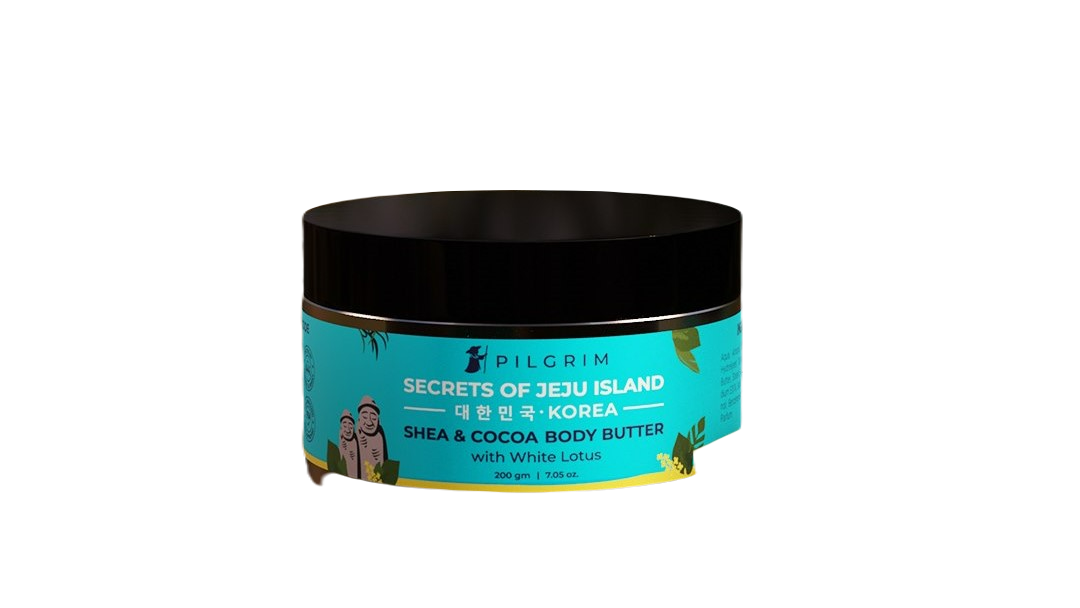 PILGRIM
SECRETS OF JEJU ISLAND
대한민국·KOREA
SHEA & COCOA BODY BUTTER
with White Lotus
200 gm | 7.05 oz.